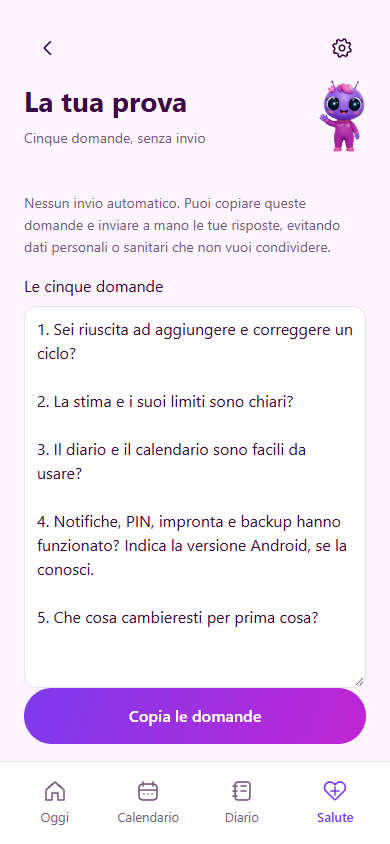 La tua prova
Cinque domande, senza invio
Nessun invio automatico. Puoi copiare queste
domande e inviare a mano le tue risposte, evitando
dati personali o sanitari che non vuoi condividere.
Le cinque domande
1. Sei riuscita ad aggiungere e correggere un
ciclo?
2. La stima e i suoi limiti sono chiari?
3. Il diario e il calendario sono facili da
usare?
4. Notifiche, PIN, impronta e backup hanno
funzionato? Indica la versione Android, se la
conosci.
5. Che cosa cambieresti per prima cosa?
Copia le domande
Oggi
Calendario
Diario
Salute